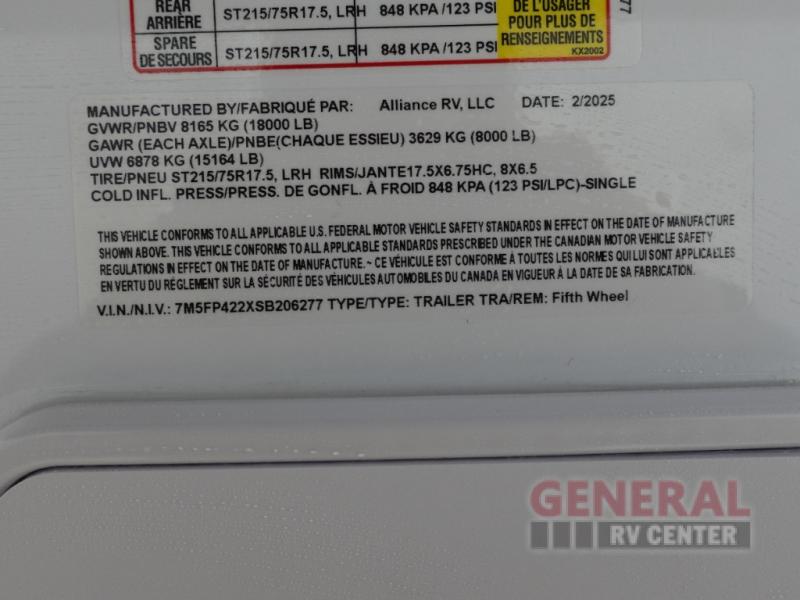 REAR
ARRIÈRE
ST215/75R17.5, LRH 848 KPA /123 PSI
SPARE
DE SECOURS
ST215/75R17.5, LRH 848 KPA /123 PSI
DE L'USAGER
POUR PLUS DE
RENSEIGNEMENTS
KX2002
77
MANUFACTURED BY/FABRIQUÉ PAR: Alliance RV, LLC DATE: 2/2025
GVWR/PNBV 8165 KG (18000 LB)
GAWR (EACH AXLE)/PNBE(CHAQUE ESSIEU) 3629 KG (8000 LB)
UVW 6878 KG (15164 LB)
TIRE/PNEU ST215/75R17.5, LRH RIMS/JANTE17.5X6.75HC, 8X6.5
COLD INFL. PRESS/PRESS. DE GONFL. À FROID 848 KPA (123 PSI/LPC)-SINGLE
THIS VEHICLE CONFORMS TO ALL APPLICABLE U.S. FEDERAL MOTOR VEHICLE SAFETY STANDARDS IN EFFECT ON THE DATE OF MANUFACTURE
SHOWN ABOVE. THIS VEHICLE CONFORMS TO ALL APPLICABLE STANDARDS PRESCRIBED UNDER THE CANADIAN MOTOR VEHICLE SAFETY
REGULATIONS IN EFFECT ON THE DATE OF MANUFACTURE.~ CE VÉHICULE EST CONFORME À TOUTES LES NORMES QUI LUI SONT APPLICABLES
EN VERTU DU RÈGLEMENT SUR LA SÉCURITÉ DES VÉHICULES AUTOMOBILES DU CANADA EN VIGUEUR À LA DATE DE SA FABRICATION.
V.I.N./N.I.V.: 7M5FP422XSB206277 TYPE/TYPE: TRAILER TRA/REM: Fifth Wheel
GENERAL
RV CENTER